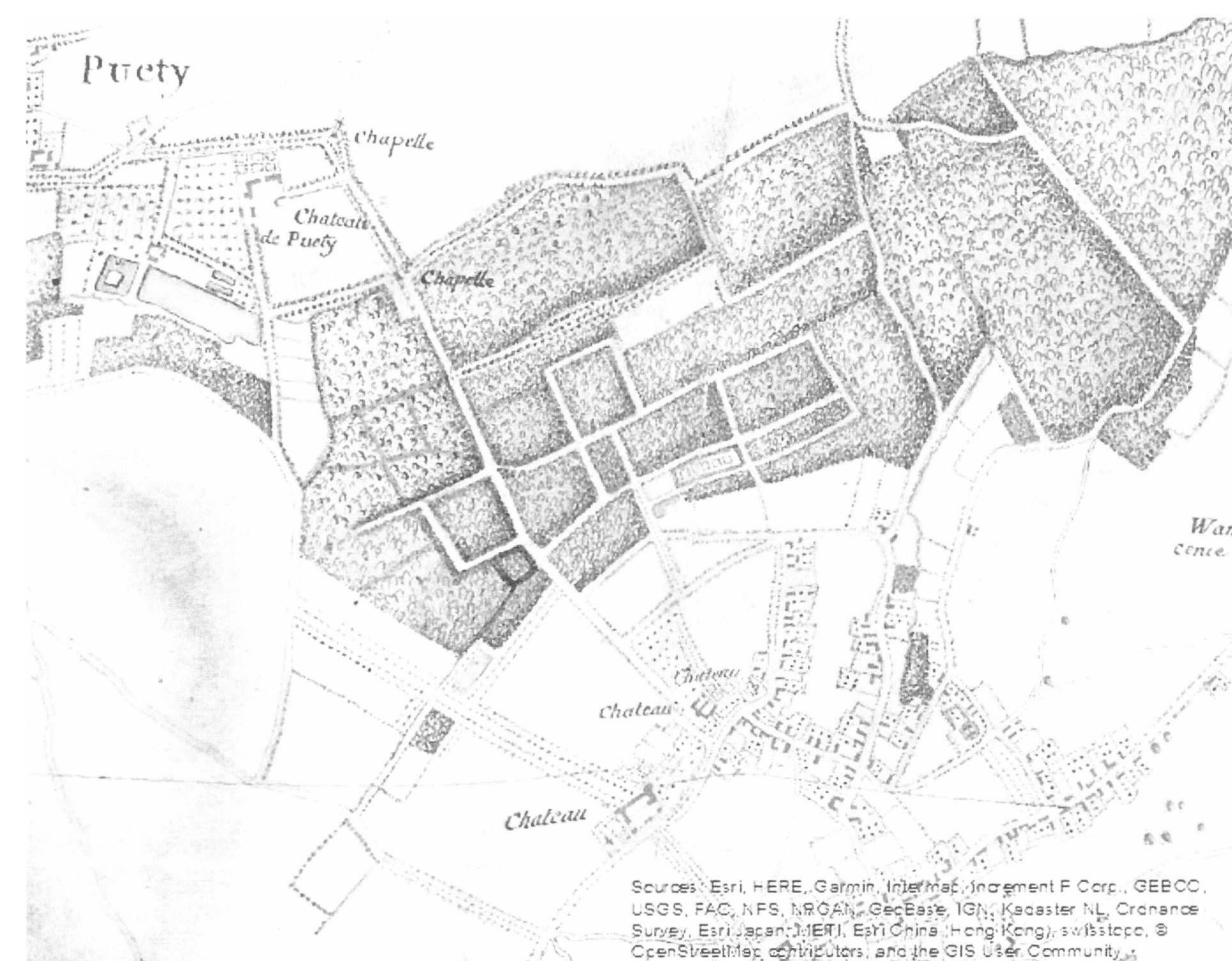 Puety
Chapelle
Chateau
de Puety
Chapelle
War
cence
Chateau
Chateau
Chateau
Sources: Esri, HERE, Garmin, Intermap, increment P Corp., GEBCO,
USGS, FAO, NPS, NRCAN, GeoBase, IGN, Kadaster NL, Ordnance
Survey, Esri Japan, METI, Esri China (Hong Kong), swisstopo, ©
OpenStreetMap contributors, and the GIS User Community